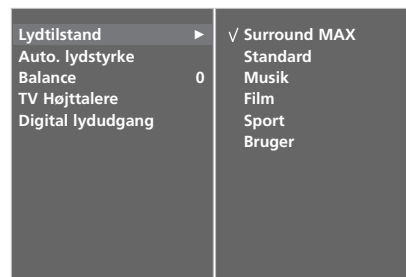 Lydtilstand ►
Auto. lydstyrke
Balance 0
TV Højttalere
Digital lydudgang
√ Surround MAX
Standard
Musik
Film
Sport
Bruger